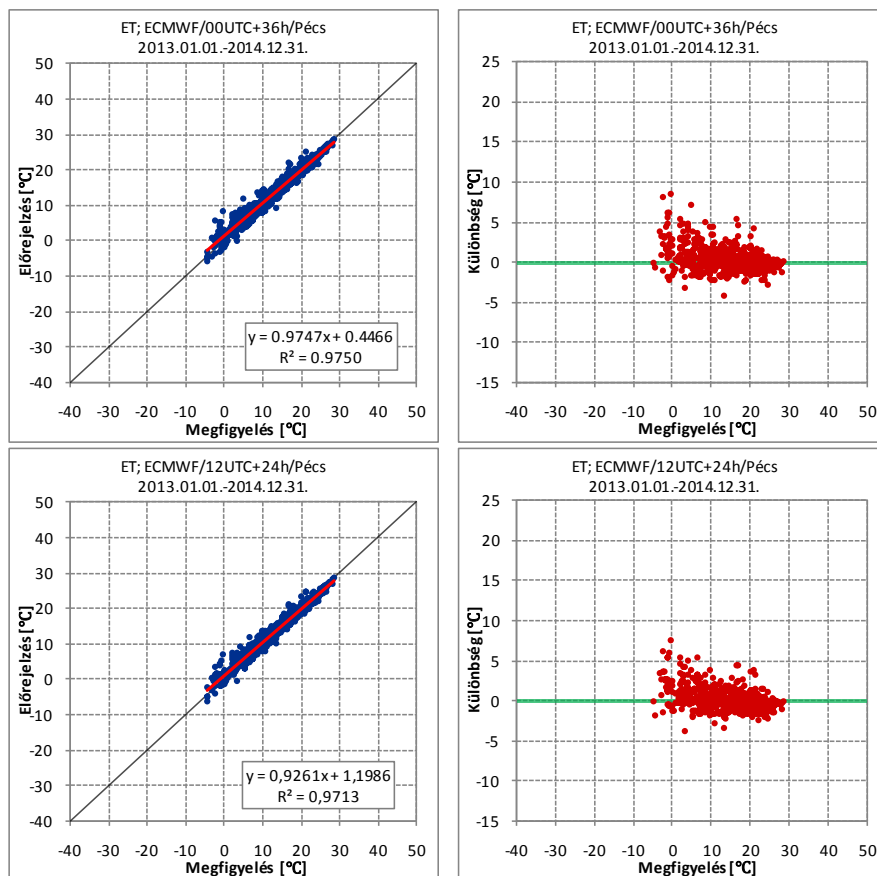 ET; ECMWF/00UTC+36h/Pécs
2013.01.01.-2014.12.31.
50
40
30
20
10
0
-10
-20
-30
-40
-40 -30 -20 -10 0 10 20 30 40 50
Előrejelzés [°C]
Megfigyelés [°C]
y = 0.9747x + 0.4466
R² = 0.9750
ET; ECMWF/00UTC+36h/Pécs
2013.01.01.-2014.12.31.
25
20
15
10
5
0
-5
-10
-15
-40 -30 -20 -10 0 10 20 30 40 50
Különbség [°C]
Megfigyelés [°C]
ET; ECMWF/12UTC+24h/Pécs
2013.01.01.-2014.12.31.
50
40
30
20
10
0
-10
-20
-30
-40
-40 -30 -20 -10 0 10 20 30 40 50
Előrejelzés [°C]
Megfigyelés [°C]
y = 0,9261x + 1,1986
R² = 0,9713
ET; ECMWF/12UTC+24h/Pécs
2013.01.01.-2014.12.31.
25
20
15
10
5
0
-5
-10
-15
-40 -30 -20 -10 0 10 20 30 40 50
Különbség [°C]
Megfigyelés [°C]